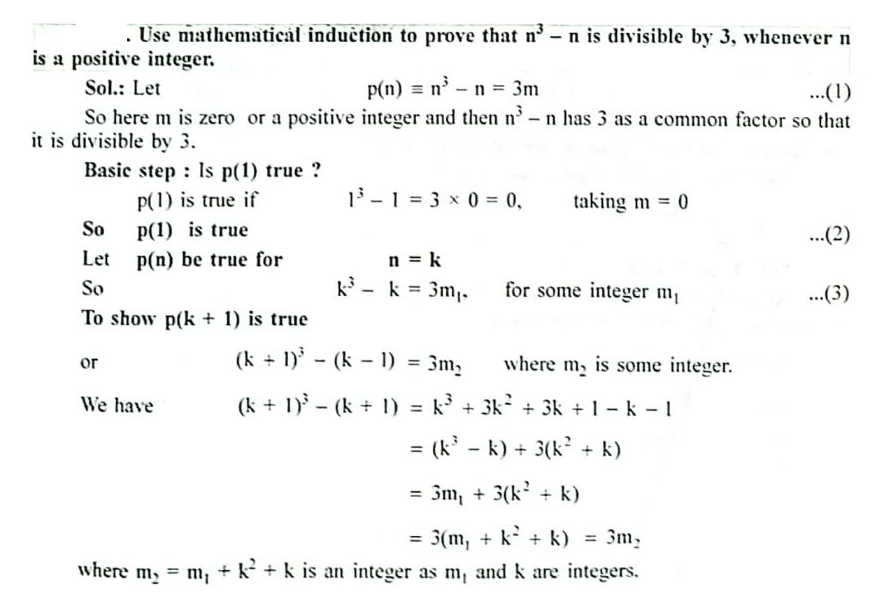 . Use mathematical induction to prove that n³ – n is divisible by 3, whenever n
is a positive integer.
Sol.: Let p(n) ≡ n³ – n = 3m ...(1)
So here m is zero or a positive integer and then n³ – n has 3 as a common factor so that
it is divisible by 3.
Basic step : Is p(1) true ?
p(1) is true if 1³ – 1 = 3 × 0 = 0, taking m = 0
So p(1) is true ...(2)
Let p(n) be true for n = k
So k³ – k = 3m₁, for some integer m₁ ...(3)
To show p(k + 1) is true
or (k + 1)³ – (k – 1) = 3m₂ where m₂ is some integer.
We have (k + 1)³ – (k + 1) = k³ + 3k² + 3k + 1 – k – 1
= (k³ – k) + 3(k² + k)
= 3m₁ + 3(k² + k)
= 3(m₁ + k² + k) = 3m₂
where m₂ = m₁ + k² + k is an integer as m₁ and k are integers.